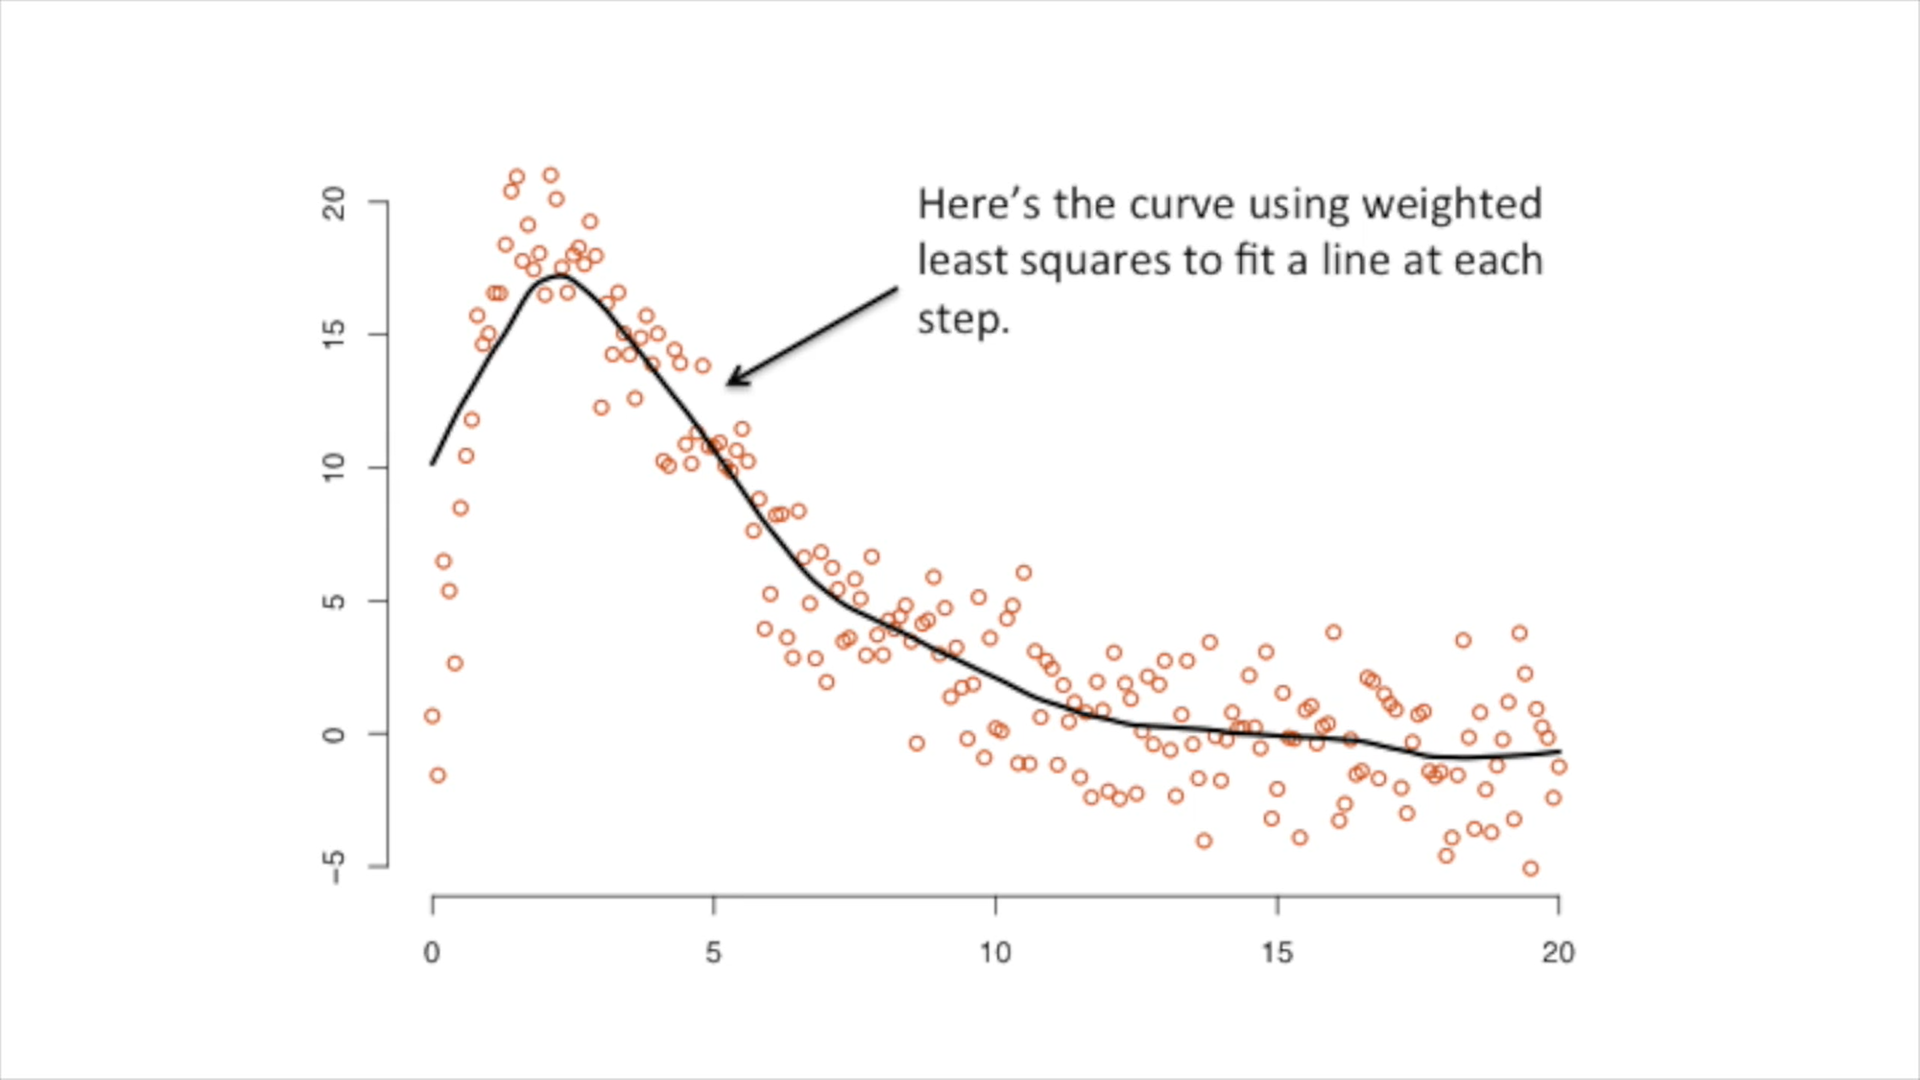 Here’s the curve using weighted
least squares to fit a line at each
step.
20
15
10
5
0
−5
0 5 10 15 20